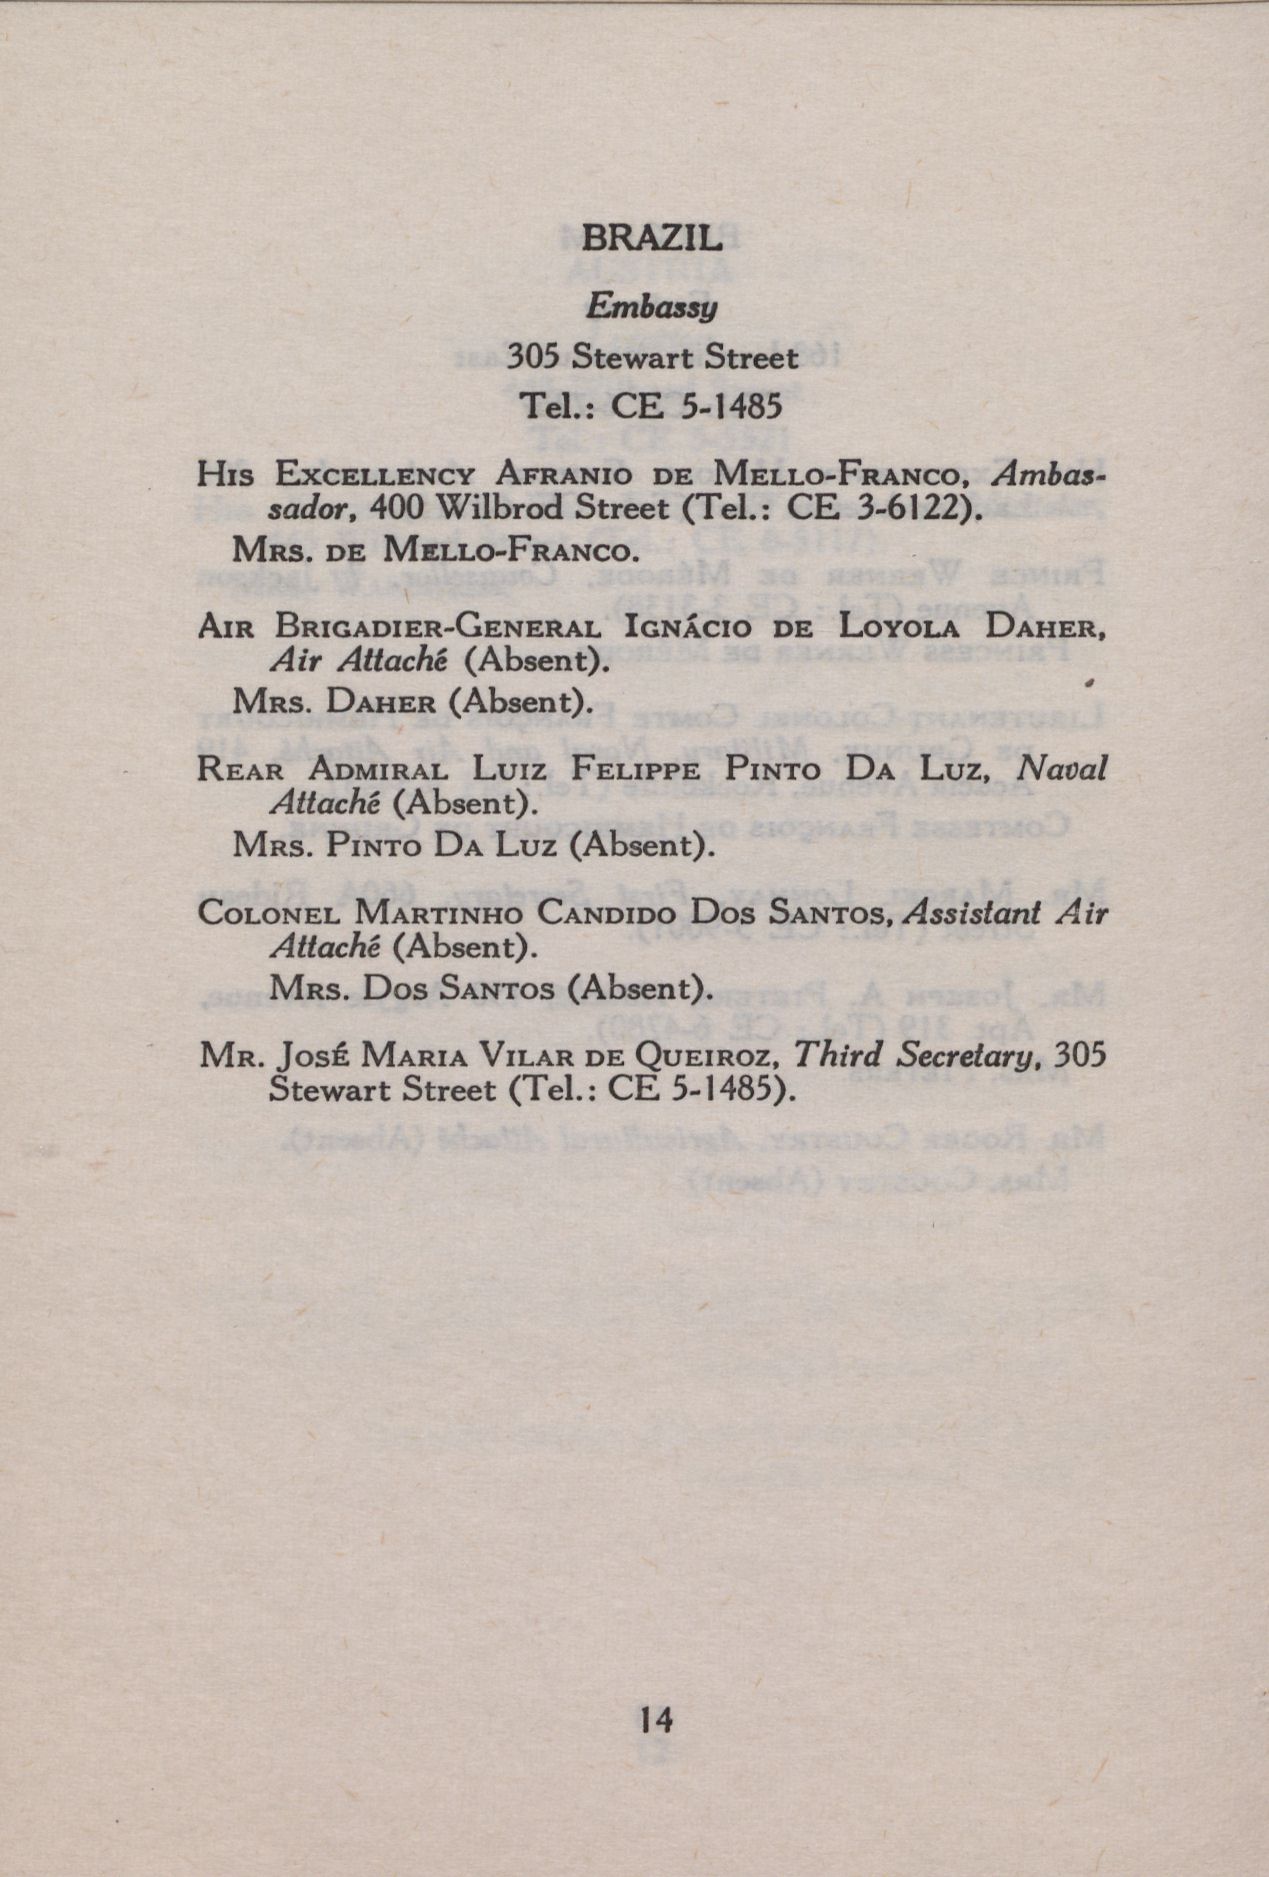 BRAZIL
Embassy
305 Stewart Street
Tel.: CE 5-1485
His Excellency Afranio de Mello-Franco, Ambas-
sador, 400 Wilbrod Street (Tel.: CE 3-6122).
Mrs. de Mello-Franco.
Air Brigadier-General Ignácio de Loyola Daher,
Air Attaché (Absent).
Mrs. Daher (Absent).
Rear Admiral Luiz Felippe Pinto Da Luz, Naval
Attaché (Absent).
Mrs. Pinto Da Luz (Absent).
Colonel Martinho Candido Dos Santos, Assistant Air
Attaché (Absent).
Mrs. Dos Santos (Absent).
Mr. José Maria Vilar de Queiroz, Third Secretary, 305
Stewart Street (Tel.: CE 5-1485).
14